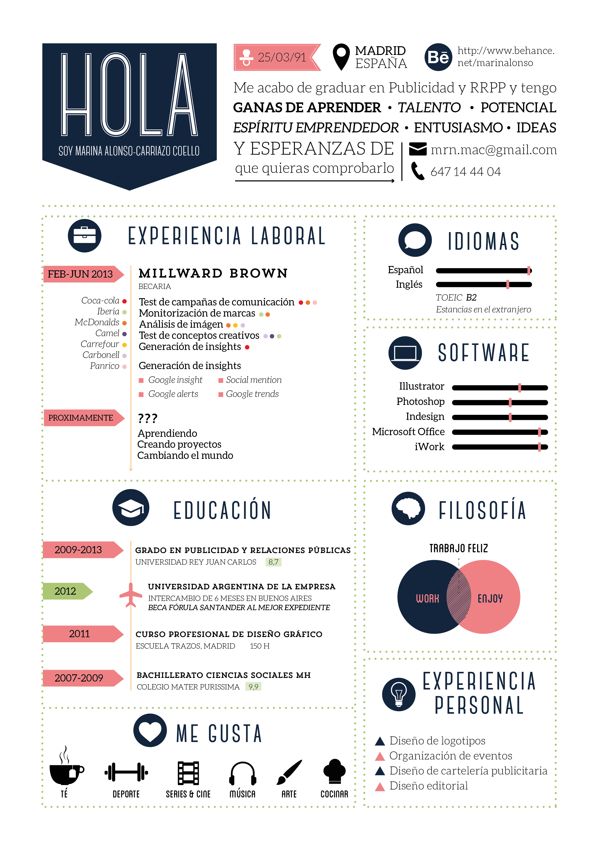 HOLA
SOY MARINA ALONSO-CARRIAZO COELLO
25/03/91
MADRID
ESPAÑA
Bē
http://www.behance.
net/marinalonso
Me acabo de graduar en Publicidad y RRPP y tengo
GANAS DE APRENDER • TALENTO • POTENCIAL
ESPÍRITU EMPRENDEDOR • ENTUSIASMO • IDEAS
Y ESPERANZAS DE
que quieras comprobarlo
mrn.mac@gmail.com
647 14 44 04
EXPERIENCIA LABORAL
FEB-JUN 2013
MILLWARD BROWN
BECARIA
Coca-cola
Iberia
McDonalds
Camel
Carrefour
Carbonell
Panrico
Test de campañas de comunicación
Monitorización de marcas
Análisis de imágen
Test de conceptos creativos
Generación de insights
Generación de insights
Google insight
Social mention
Google alerts
Google trends
PROXIMAMENTE
???
Aprendiendo
Creando proyectos
Cambiando el mundo
IDIOMAS
Español
Inglés
TOEIC B2
Estancias en el extranjero
SOFTWARE
Illustrator
Photoshop
Indesign
Microsoft Office
iWork
EDUCACIÓN
2009-2013
GRADO EN PUBLICIDAD Y RELACIONES PÚBLICAS
UNIVERSIDAD REY JUAN CARLOS 8,7
2012
UNIVERSIDAD ARGENTINA DE LA EMPRESA
INTERCAMBIO DE 6 MESES EN BUENOS AIRES
BECA FÓRULA SANTANDER AL MEJOR EXPEDIENTE
2011
CURSO PROFESIONAL DE DISEÑO GRÁFICO
ESCUELA TRAZOS, MADRID 150 H
2007-2009
BACHILLERATO CIENCIAS SOCIALES MH
COLEGIO MATER PURISSIMA 9,9
FILOSOFÍA
TRABAJO FELIZ
WORK
ENJOY
ME GUSTA
TÉ
DEPORTE
SERIES & CINE
MÚSICA
ARTE
COCINAR
EXPERIENCIA
PERSONAL
Diseño de logotipos
Organización de eventos
Diseño de cartelería publicitaria
Diseño editorial